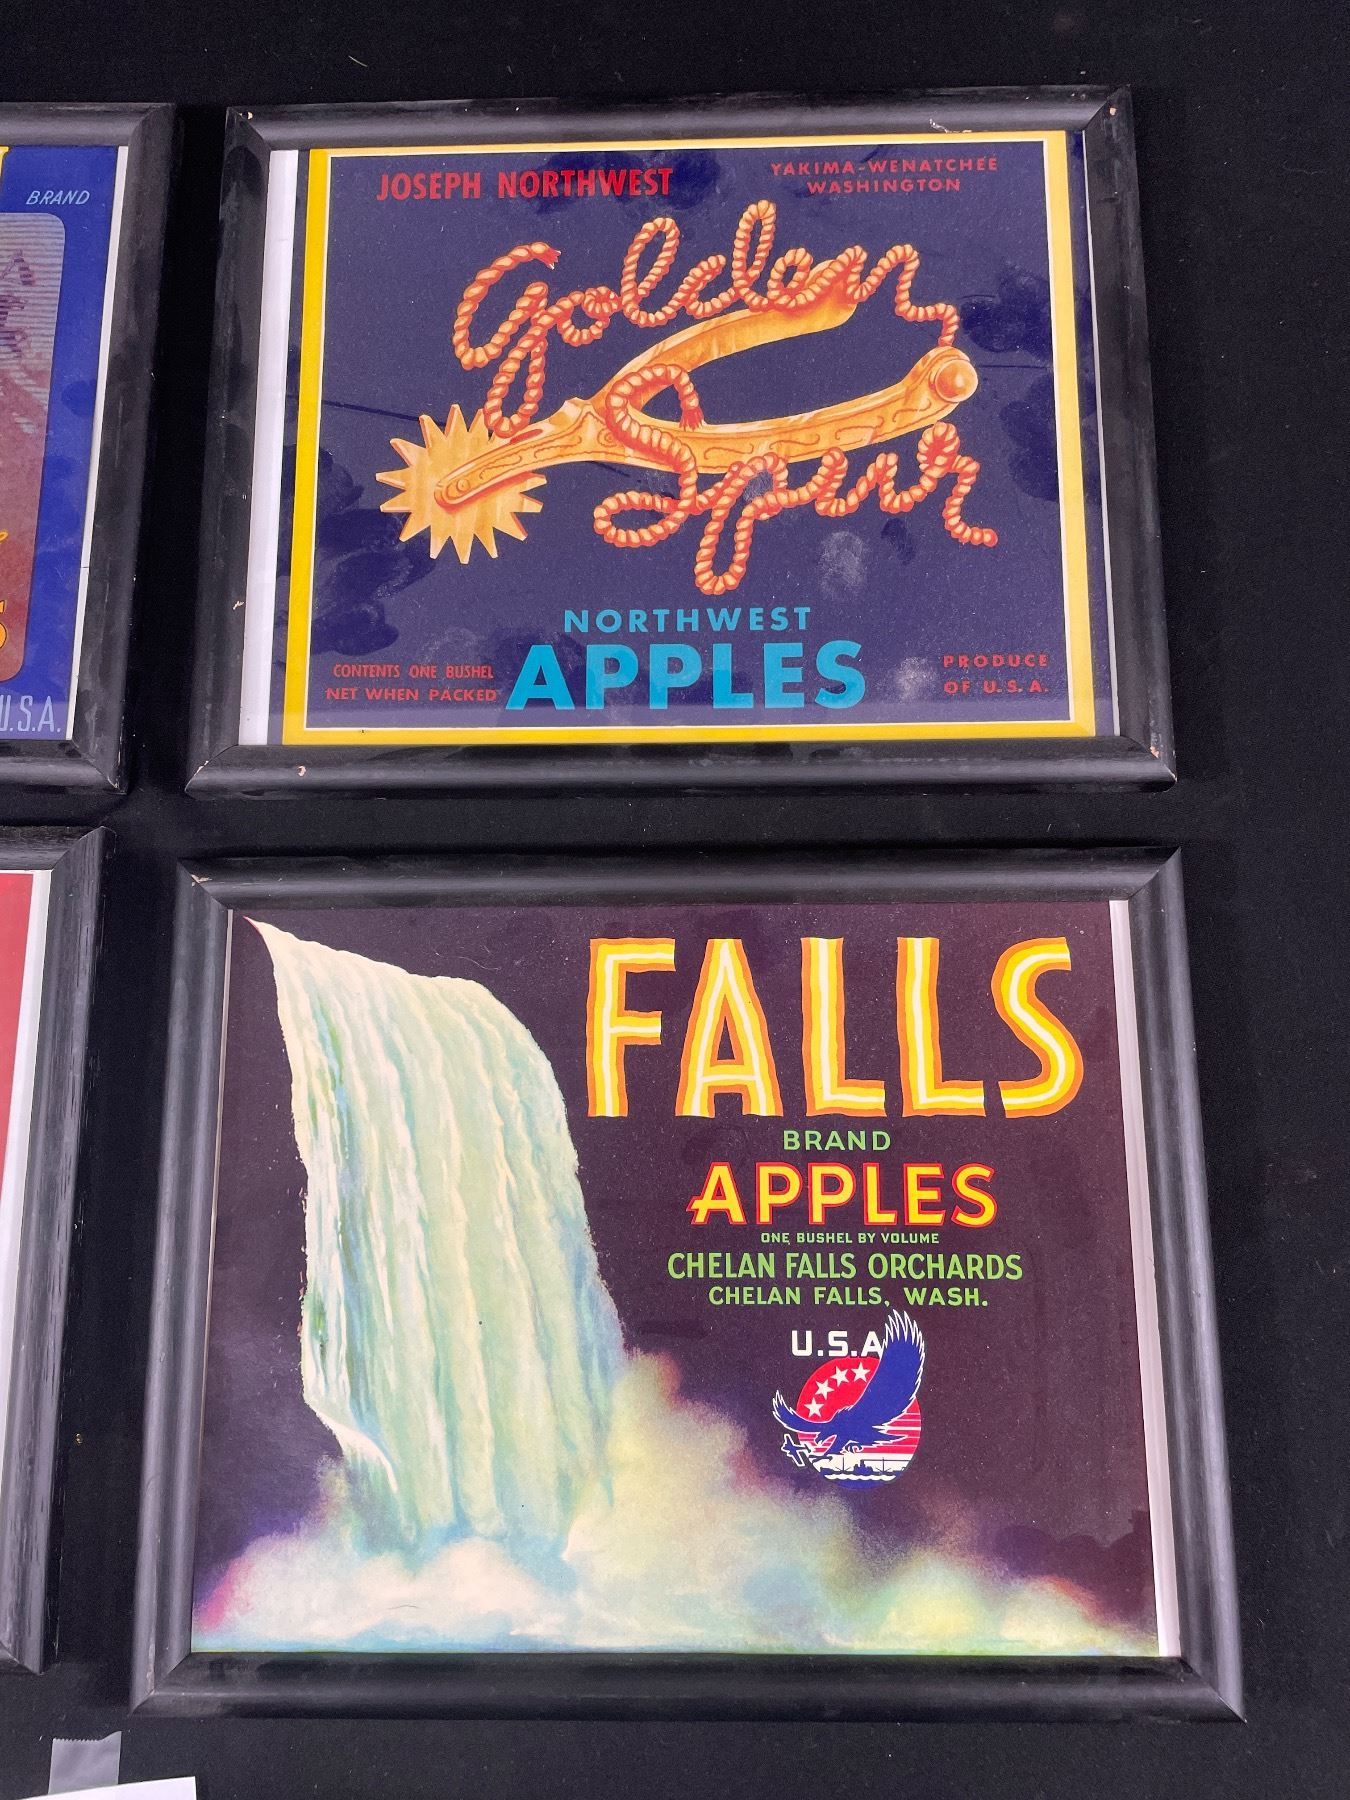 BRAND
U.S.A.
JOSEPH NORTHWEST
YAKIMA-WENATCHEE
WASHINGTON
Golden
Spur
NORTHWEST
APPLES
CONTENTS ONE BUSHEL
NET WHEN PACKED
PRODUCE
OF U.S.A.
FALLS
BRAND
APPLES
ONE BUSHEL BY VOLUME
CHELAN FALLS ORCHARDS
CHELAN FALLS, WASH.
U.S.A